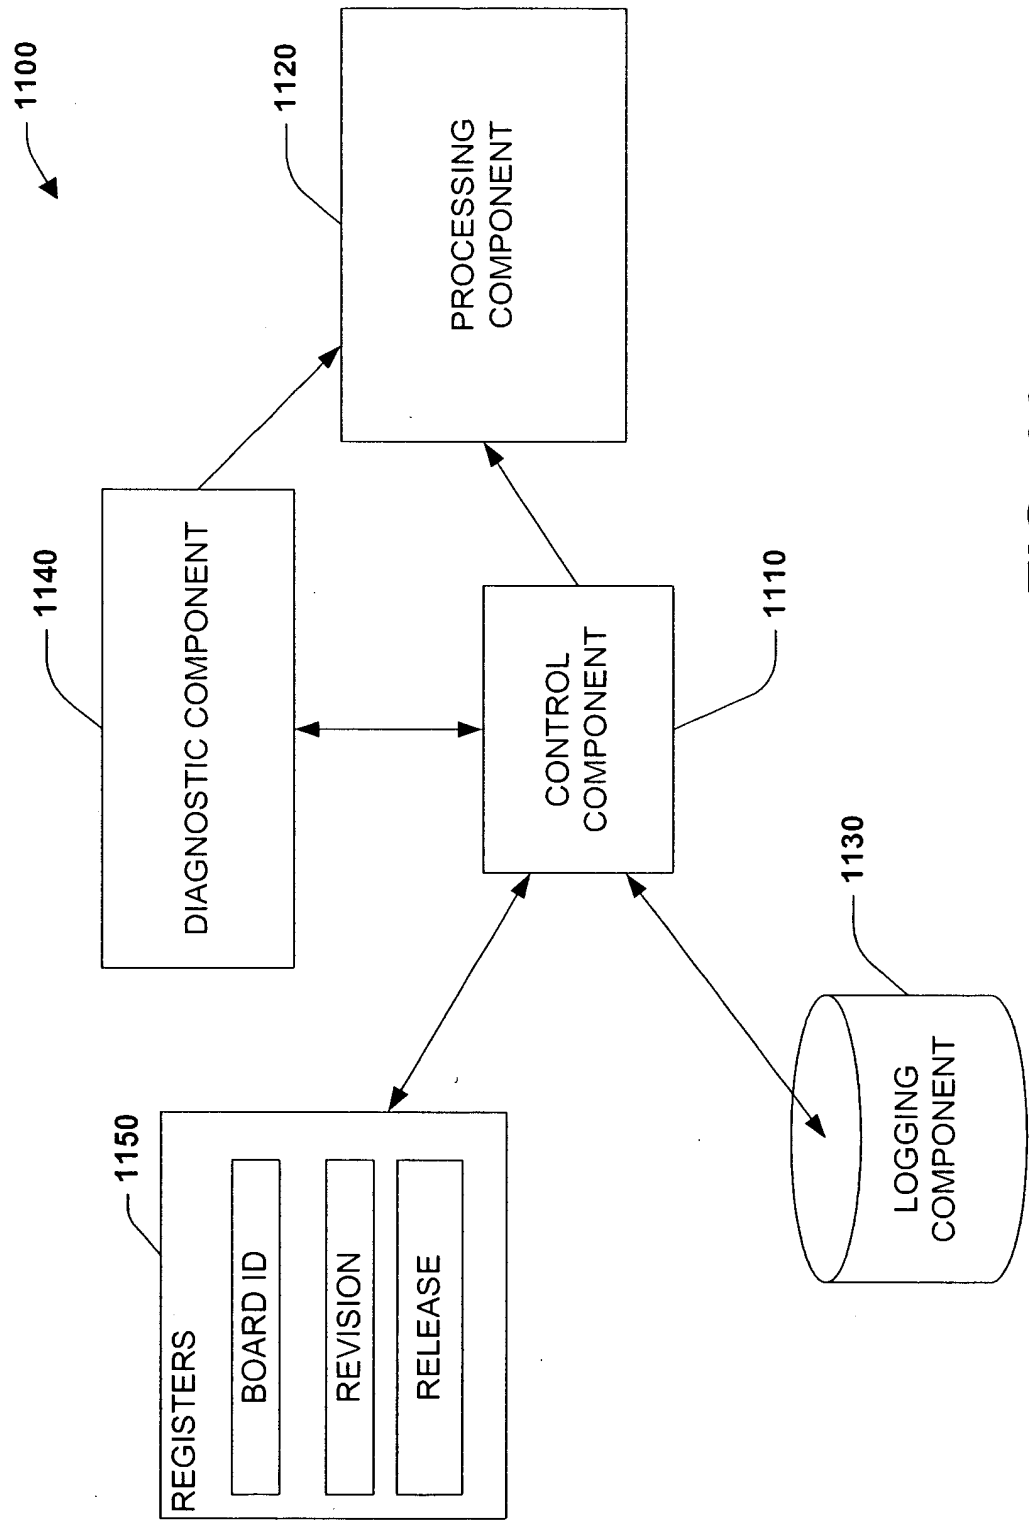 1100
1140
1120
DIAGNOSTIC COMPONENT
PROCESSING
COMPONENT
1150
REGISTERS
BOARD ID
REVISION
RELEASE
CONTROL
COMPONENT
1110
1130
LOGGING
COMPONENT